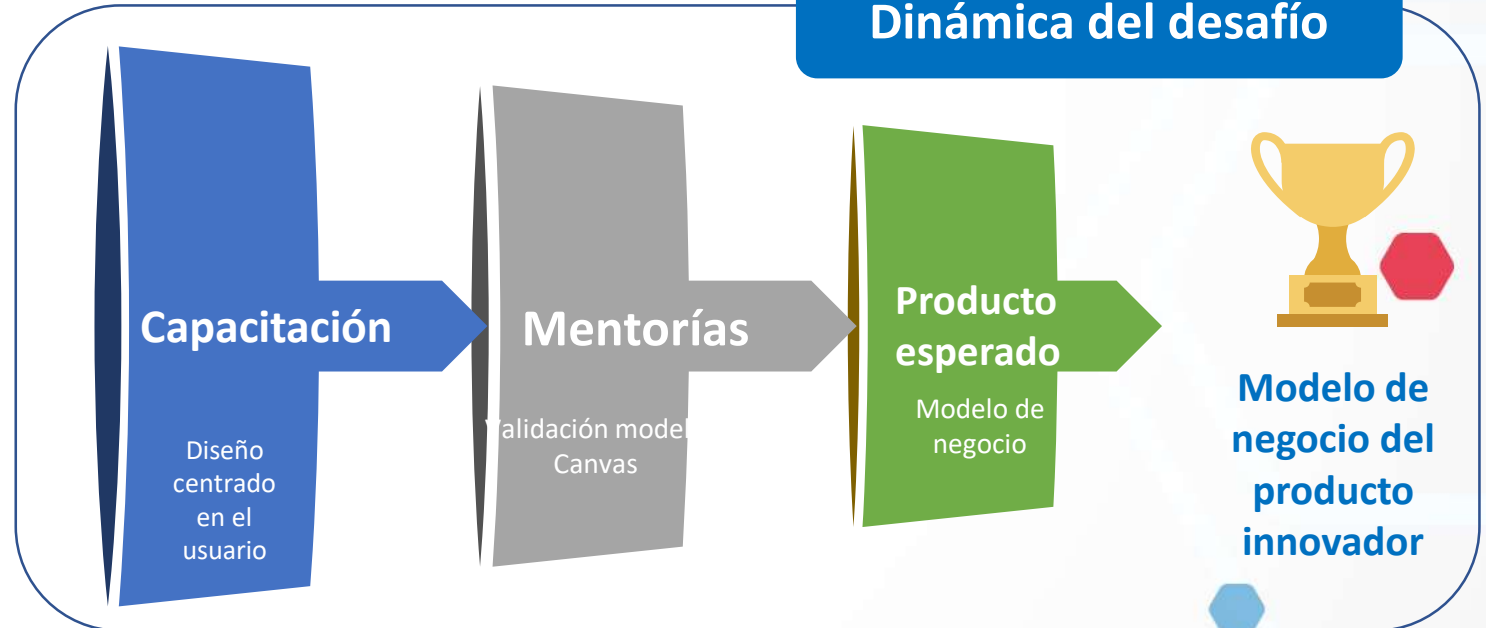 Dinámica del desafío
Capacitación
Diseño
centrado
en el
usuario
Mentorías
Validación model
Canvas
Producto
esperado
Modelo de
negocio
Modelo de
negocio del
producto
innovador